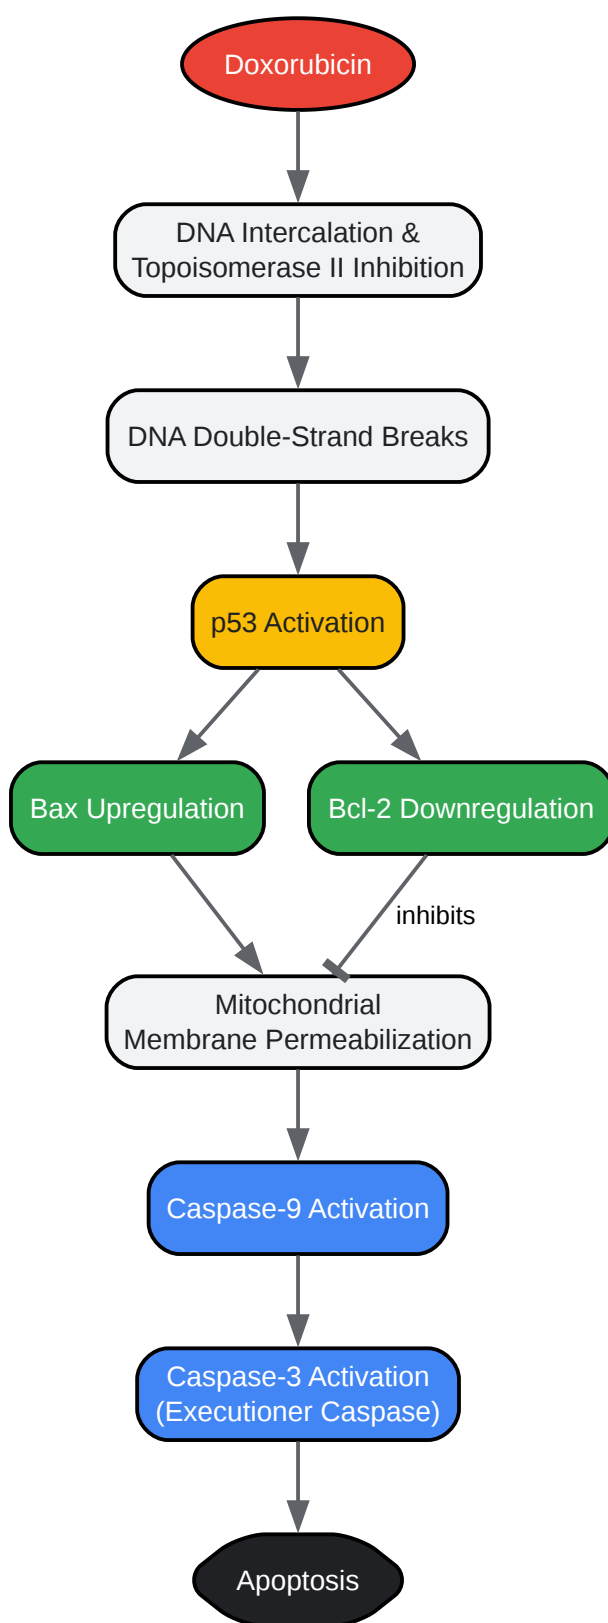 Doxorubicin
DNA Intercalation &
Topoisomerase II Inhibition
DNA Double-Strand Breaks
p53 Activation
Bax Upregulation
Bcl-2 Downregulation
inhibits
Mitochondrial
Membrane Permeabilization
Caspase-9 Activation
Caspase-3 Activation
(Executioner Caspase)
Apoptosis